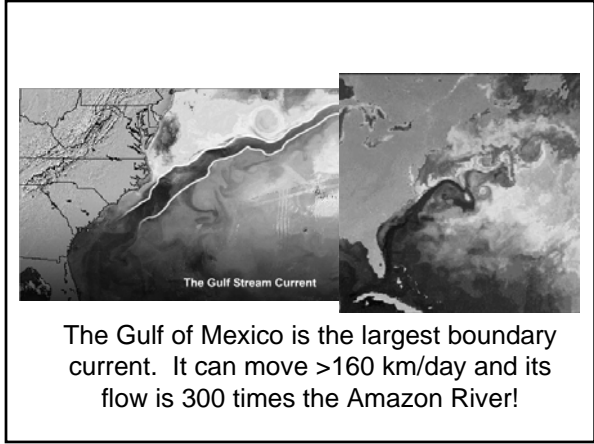 The Gulf Stream Current
The Gulf of Mexico is the largest boundary
current. It can move >160 km/day and its
flow is 300 times the Amazon River!